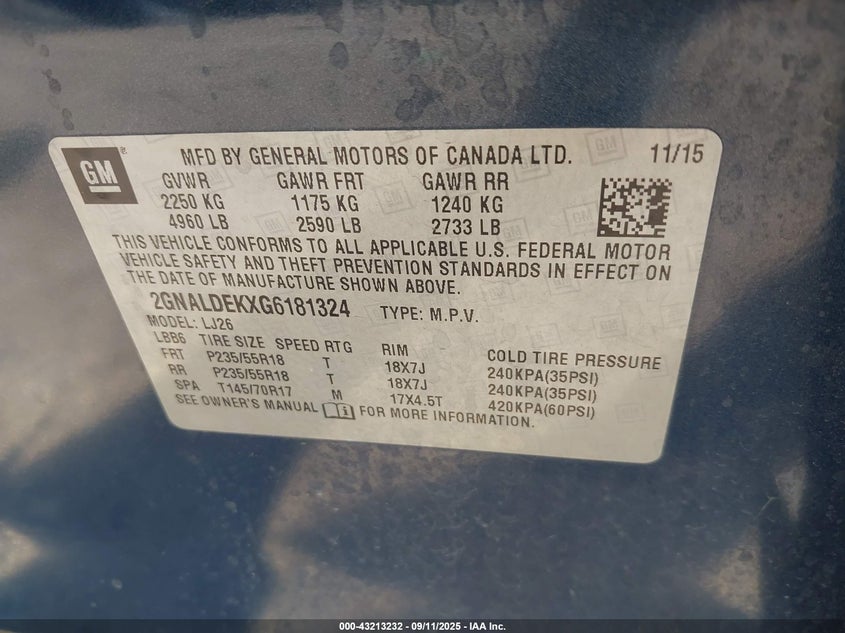 GM
MFD BY GENERAL MOTORS OF CANADA LTD. 11/15
GVWR GAWR FRT GAWR RR
2250 KG 1175 KG 1240 KG
4960 LB 2590 LB 2733 LB
THIS VEHICLE CONFORMS TO ALL APPLICABLE U.S. FEDERAL MOTOR
VEHICLE SAFETY AND THEFT PREVENTION STANDARDS IN EFFECT ON
THE DATE OF MANUFACTURE SHOWN ABOVE.
2GNALDEKXG6181324 TYPE: M.P.V.
MODEL: LJ26
LBB6 TIRE SIZE SPEED RTG RIM COLD TIRE PRESSURE
FRT P235/55R18 T 18X7J 240KPA(35PSI)
RR P235/55R18 T 18X7J 240KPA(35PSI)
SPA T145/70R17 M 17X4.5T 420KPA(60PSI)
SEE OWNER'S MANUAL FOR MORE INFORMATION.
000-43213232 - 09/11/2025 - IAA Inc.